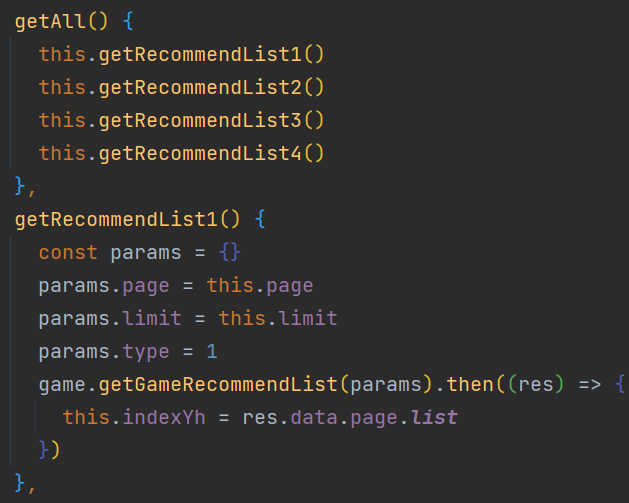 getAll() {
  this.getRecommendList1()
  this.getRecommendList2()
  this.getRecommendList3()
  this.getRecommendList4()
},
getRecommendList1() {
  const params = {}
  params.page = this.page
  params.limit = this.limit
  params.type = 1
  game.getGameRecommendList(params).then((res) => {
    this.indexYh = res.data.page.list
  })
},